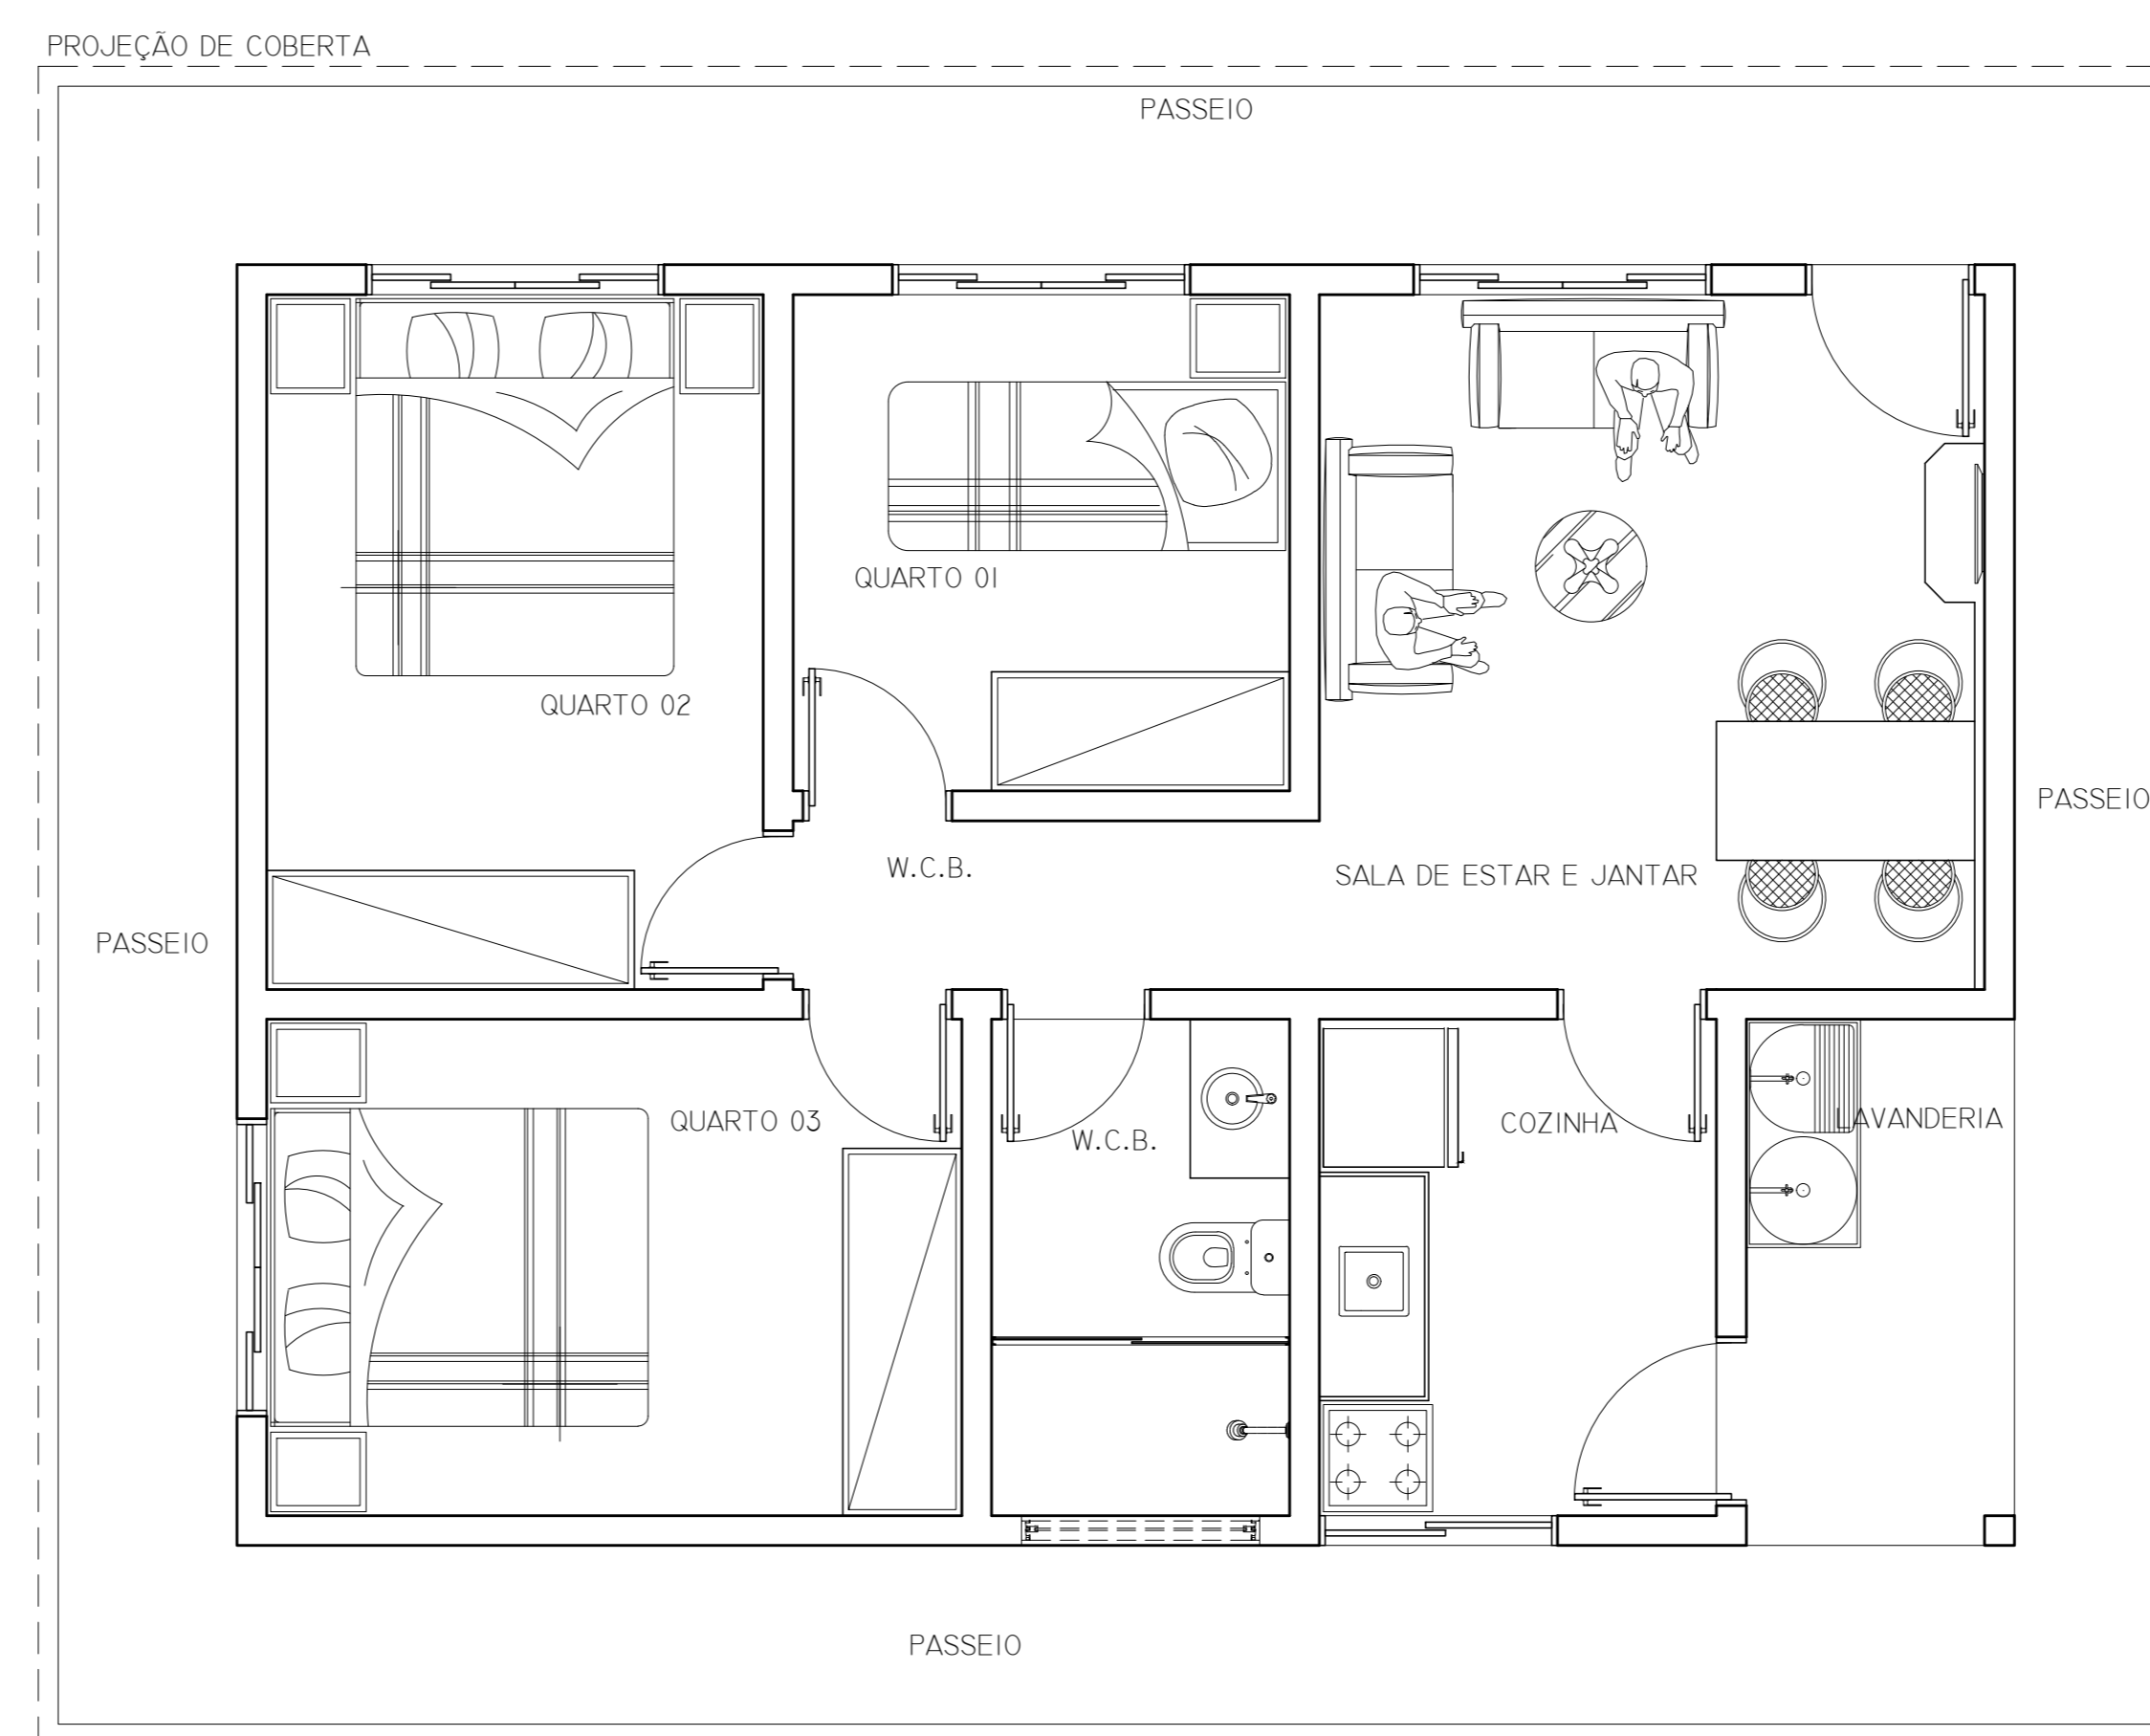 PROJEÇÃO DE COBERTA
PASSEIO
QUARTO 01
QUARTO 02
PASSEIO
W.C.B.
SALA DE ESTAR E JANTAR
PASSEIO
QUARTO 03
W.C.B.
COZINHA
LAVANDERIA
PASSEIO